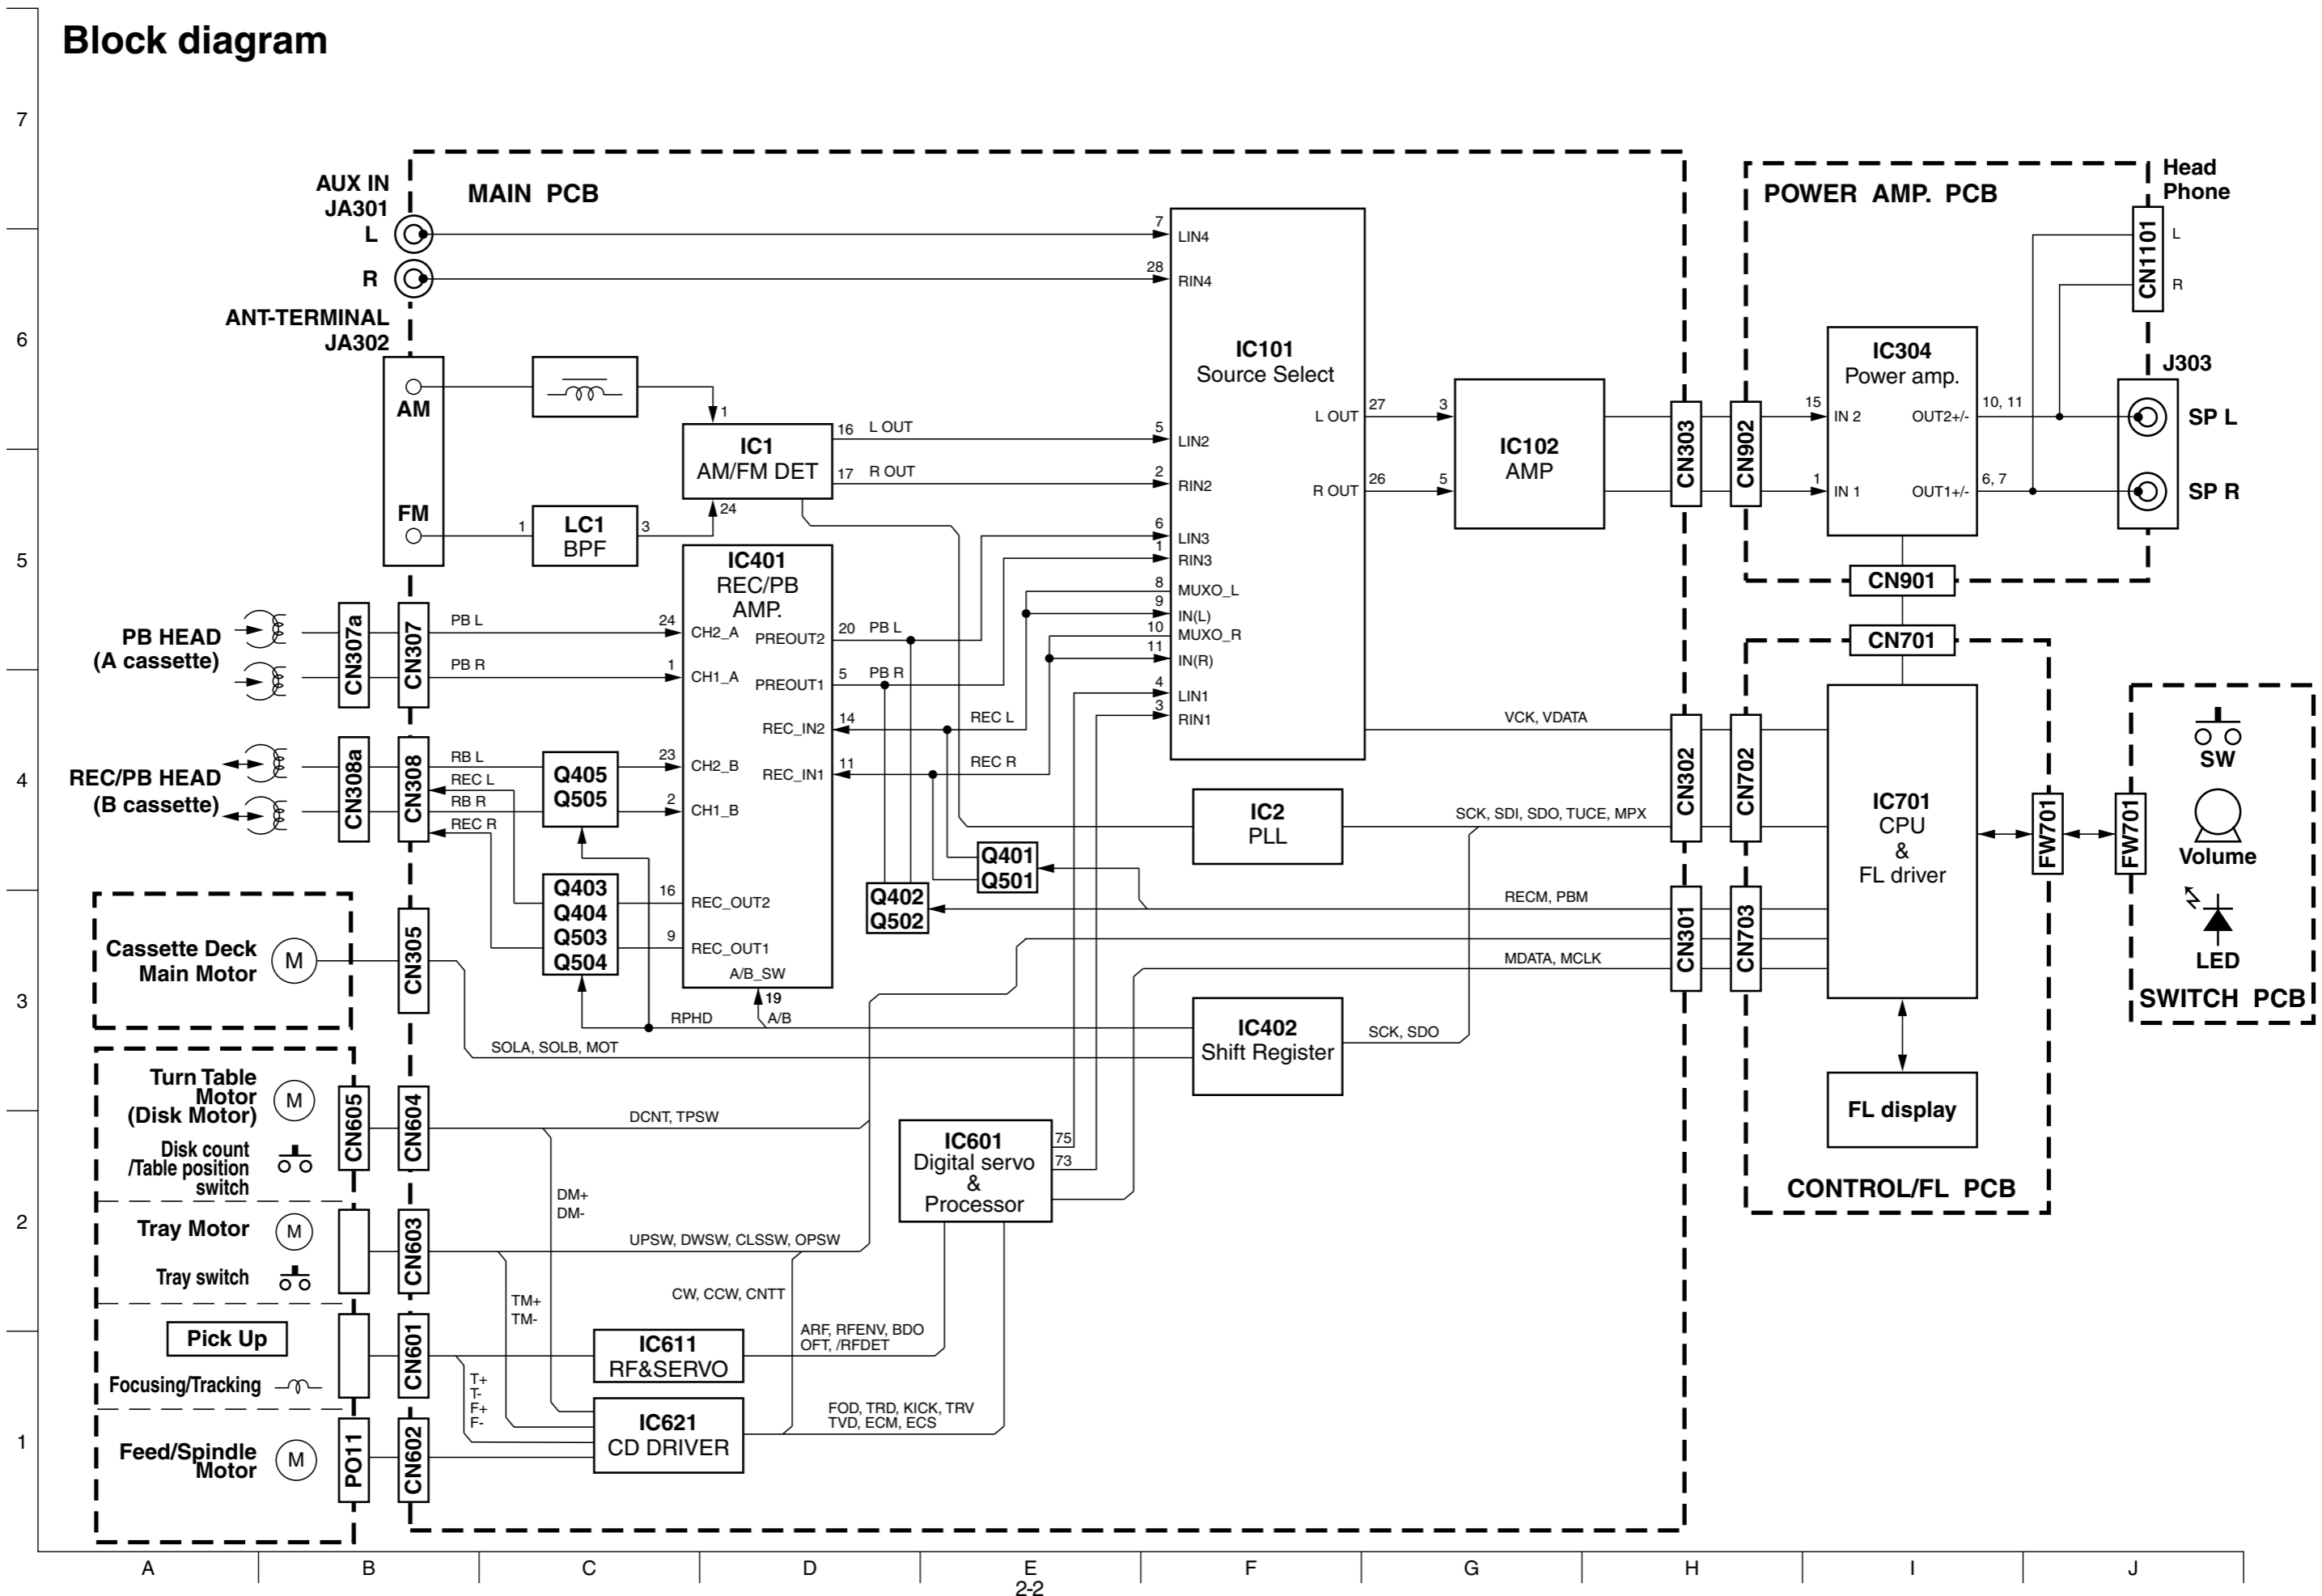 Block diagram
7
6
5
4
3
2
1
AUX IN
JA301
L
R
ANT-TERMINAL
JA302
AM
FM
MAIN PCB
LC1
BPF
1
3
1
24
IC1
AM/FM DET
16 L OUT
17 R OUT
7
LIN4
28
RIN4
IC101
Source Select
5
LIN2
2
RIN2
6
LIN3
1
RIN3
8
MUXO_L
9
IN(L)
10
MUXO_R
11
IN(R)
4
LIN1
3
RIN1
L OUT
27
R OUT
26
3
5
IC102
AMP
CN303
CN902
POWER AMP. PCB
IC304
Power amp.
15
IN 2
OUT2+/-
10, 11
1
IN 1
OUT1+/-
6, 7
Head
Phone
CN1101
L
R
J303
SP L
SP R
CN901
CN701
PB HEAD
(A cassette)
CN307a
CN307
PB L
PB R
REC/PB HEAD
(B cassette)
CN308a
CN308
RB L
REC L
RB R
REC R
Q405
Q505
Q403
Q404
Q503
Q504
IC401
REC/PB
AMP.
24
CH2_A
1
CH1_A
23
CH2_B
2
CH1_B
16
REC_OUT2
9
REC_OUT1
A/B_SW
19
A/B
PREOUT2
20 PB L
PREOUT1
5 PB R
REC_IN2
14
REC L
REC_IN1
11
REC R
Q401
Q501
Q402
Q502
IC2
PLL
VCK, VDATA
SCK, SDI, SDO, TUCE, MPX
RECM, PBM
MDATA, MCLK
CN302
CN702
CN301
CN703
IC701
CPU
&
FL driver
FL display
CONTROL/FL PCB
FW701
FW701
SW
Volume
LED
SWITCH PCB
Cassette Deck
Main Motor
M
CN305
RPHD
SOLA, SOLB, MOT
IC402
Shift Register
SCK, SDO
Turn Table
Motor
(Disk Motor)
M
Disk count
/Table position
switch
CN605
CN604
DCNT, TPSW
DM+
DM-
IC601
Digital servo
&
Processor
75
73
Tray Motor
M
Tray switch
CN603
UPSW, DWSW, CLSSW, OPSW
TM+
TM-
CW, CCW, CNTT
Pick Up
Focusing/Tracking
CN601
T+
T-
F+
F-
IC611
RF&SERVO
ARF, RFENV, BDO
OFT, /RFDET
IC621
CD DRIVER
FOD, TRD, KICK, TRV
TVD, ECM, ECS
Feed/Spindle
Motor
M
PO11
CN602
A
B
C
D
E
F
G
H
I
J
2-2